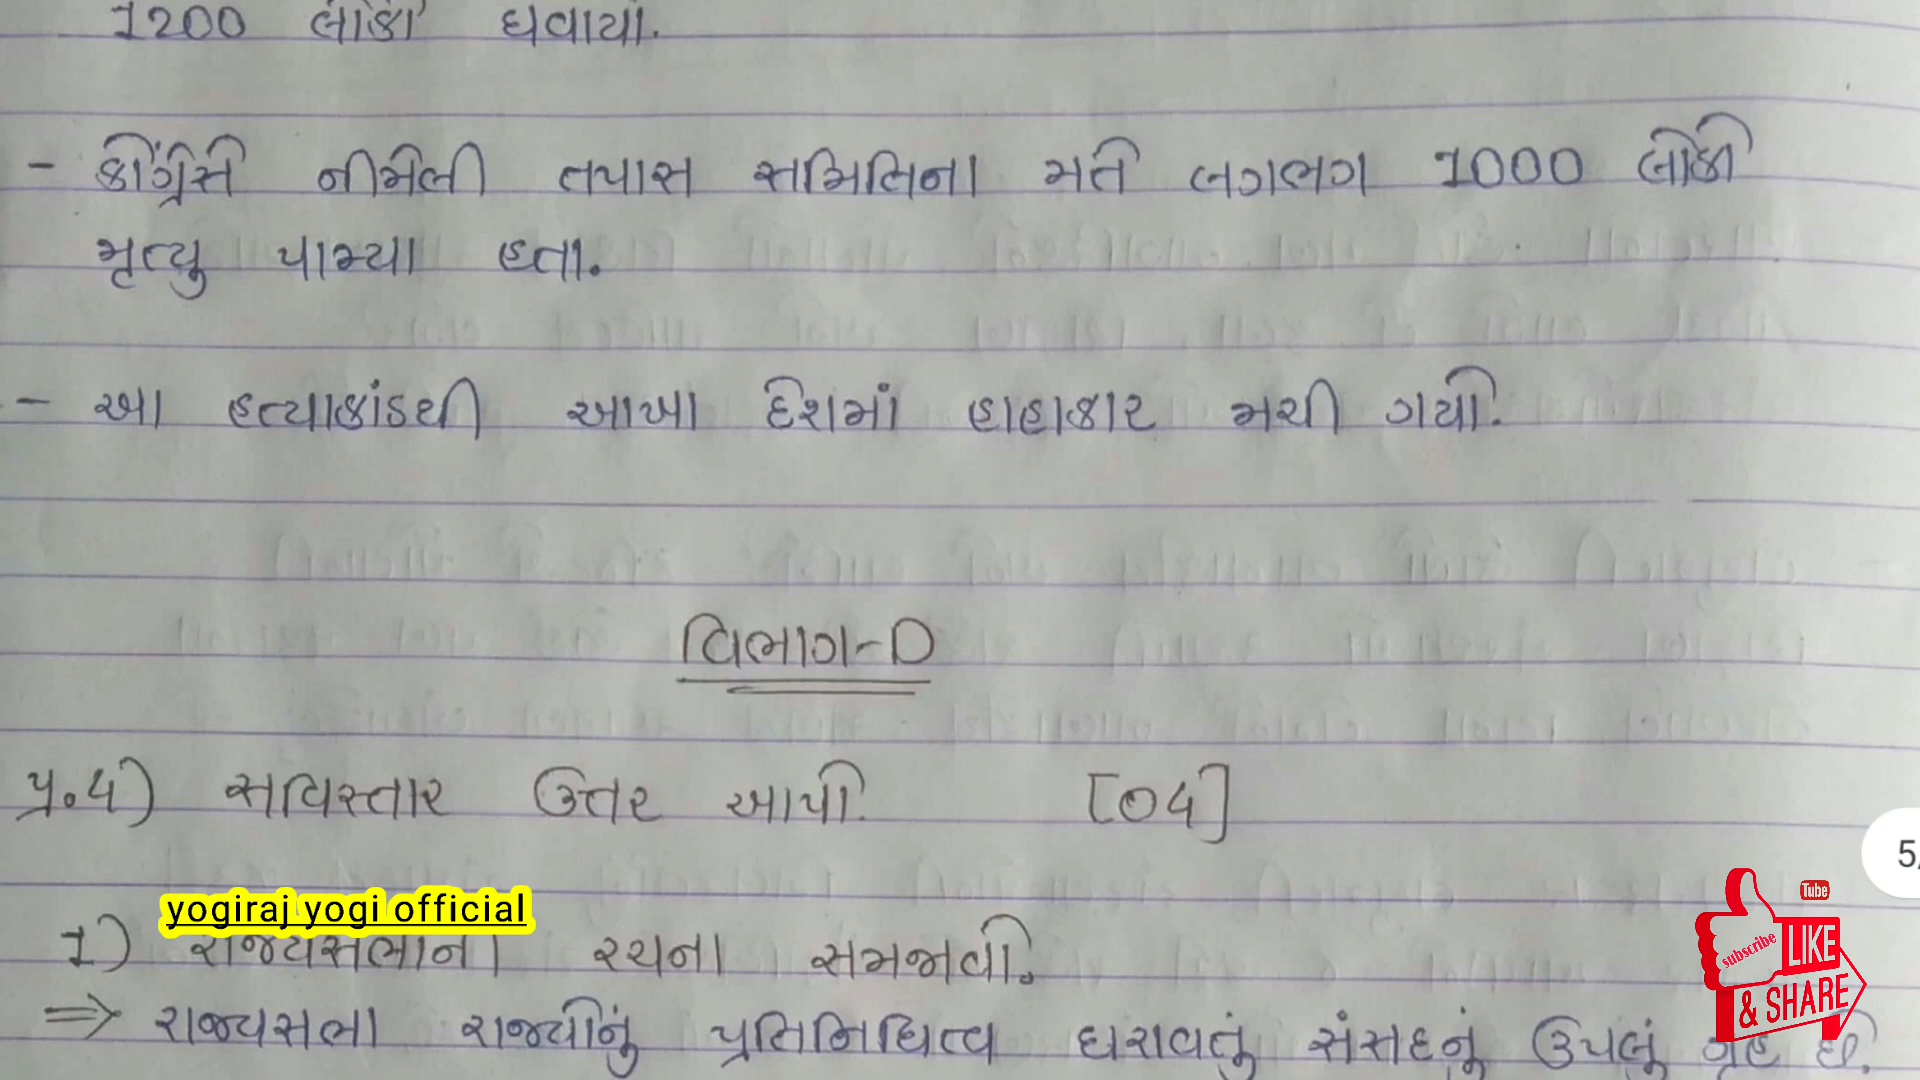 1200 લોકો ઘવાયા.
- કોંગ્રેસે નીમેલી તપાસ સમિતિના મતે લગભગ 1000 લોકો
મૃત્યુ પામ્યા હતા.
- આ હત્યાકાંડથી આખા દેશમાં હાહાકાર મચી ગયો.
વિભાગ-D
પ્ર.4) સવિસ્તાર ઉત્તર આપો. [04]
5/
yogiraj yogi official
1) રાજ્યસભાની રચના સમજાવો.
⇒ રાજ્યસભા રાજ્યોનું પ્રતિનિધિત્વ ધરાવતું સંસદનું ઉપલું ગૃહ છે.
Tube
subscribe
LIKE
& SHARE